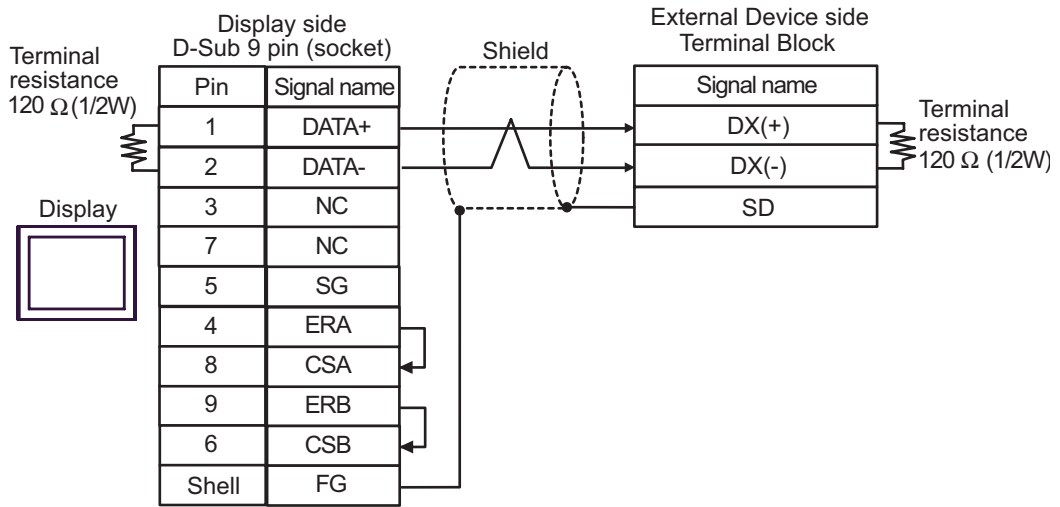 Display side
D-Sub 9 pin (socket)
Terminal
resistance
120 Ω (1/2W)
Pin Signal name
1 DATA+
2 DATA-
3 NC
7 NC
5 SG
4 ERA
8 CSA
9 ERB
6 CSB
Shell FG
Display
Shield
External Device side
Terminal Block
Signal name
DX(+)
DX(-)
SD
Terminal
resistance
120 Ω (1/2W)